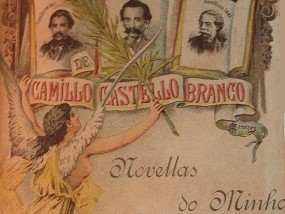 DE
CAMILLO CASTELLO BRANCO
Novellas
do Minho